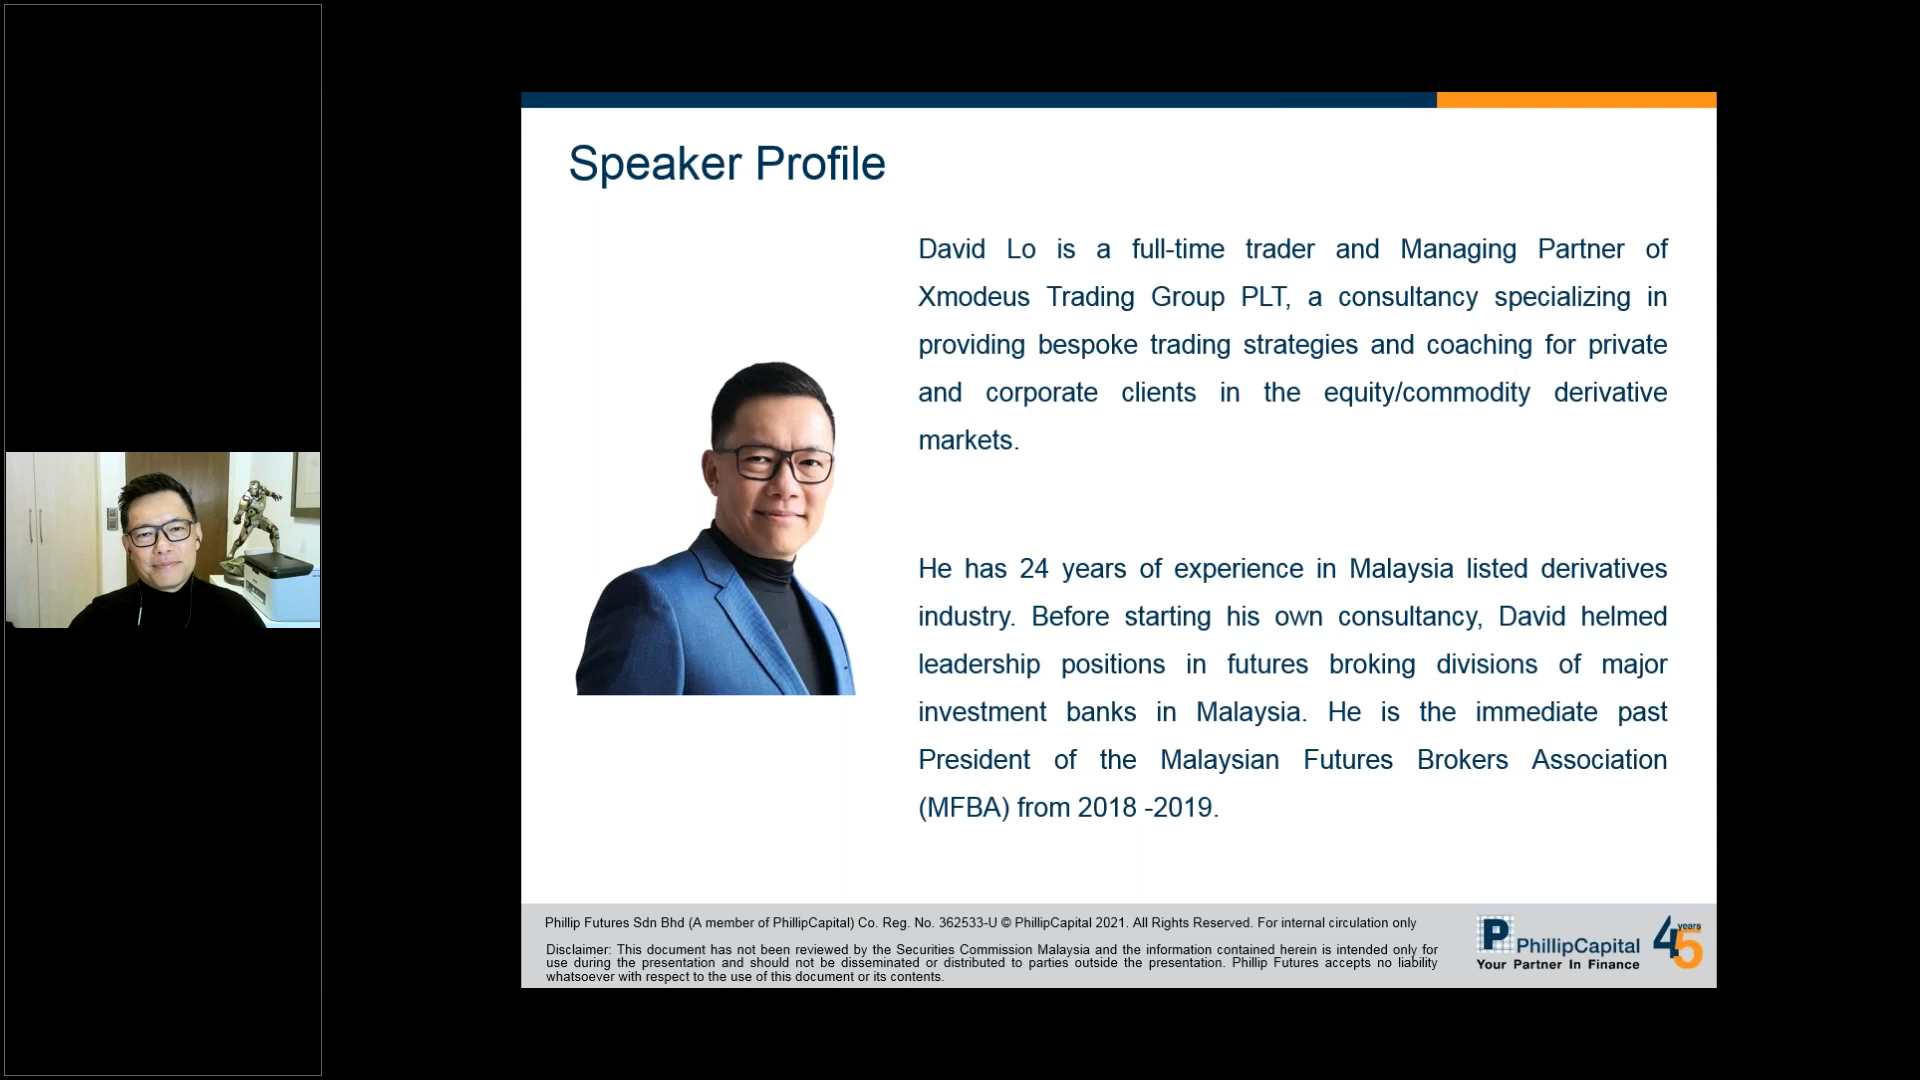 Speaker Profile
David Lo is a full-time trader and Managing Partner of
Xmodeus Trading Group PLT, a consultancy specializing in
providing bespoke trading strategies and coaching for private
and corporate clients in the equity/commodity derivative
markets.
He has 24 years of experience in Malaysia listed derivatives
industry. Before starting his own consultancy, David helmed
leadership positions in futures broking divisions of major
investment banks in Malaysia. He is the immediate past
President of the Malaysian Futures Brokers Association
(MFBA) from 2018 -2019.
Phillip Futures Sdn Bhd (A member of PhillipCapital) Co. Reg. No. 362533-U © PhillipCapital 2021. All Rights Reserved. For internal circulation only
Disclaimer: This document has not been reviewed by the Securities Commission Malaysia and the information contained herein is intended only for
use during the presentation and should not be disseminated or distributed to parties outside the presentation. Phillip Futures accepts no liability
whatsoever with respect to the use of this document or its contents.
P PhillipCapital
Your Partner In Finance
45 years